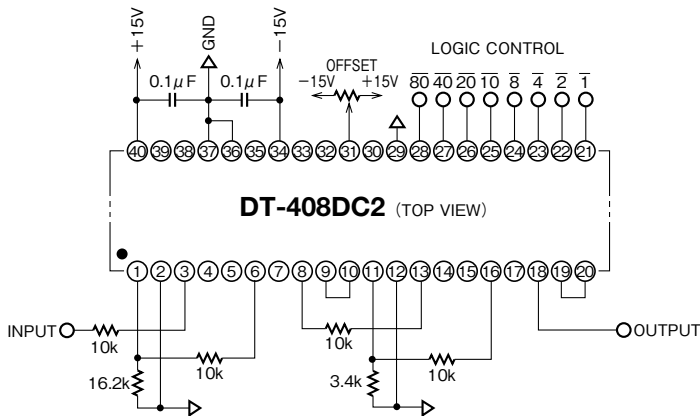 +15V GND −15V
LOGIC CONTROL
OFFSET
0.1μF 0.1μF −15V +15V 80 40 20 10 8 4 2 1
40 39 38 37 36 35 34 33 32 31 30 29 28 27 26 25 24 23 22 21
DT-408DC2 (TOP VIEW)
1 2 3 4 5 6 7 8 9 10 11 12 13 14 15 16 17 18 19 20
INPUT 10k 10k OUTPUT
10k 10k
16.2k 3.4k